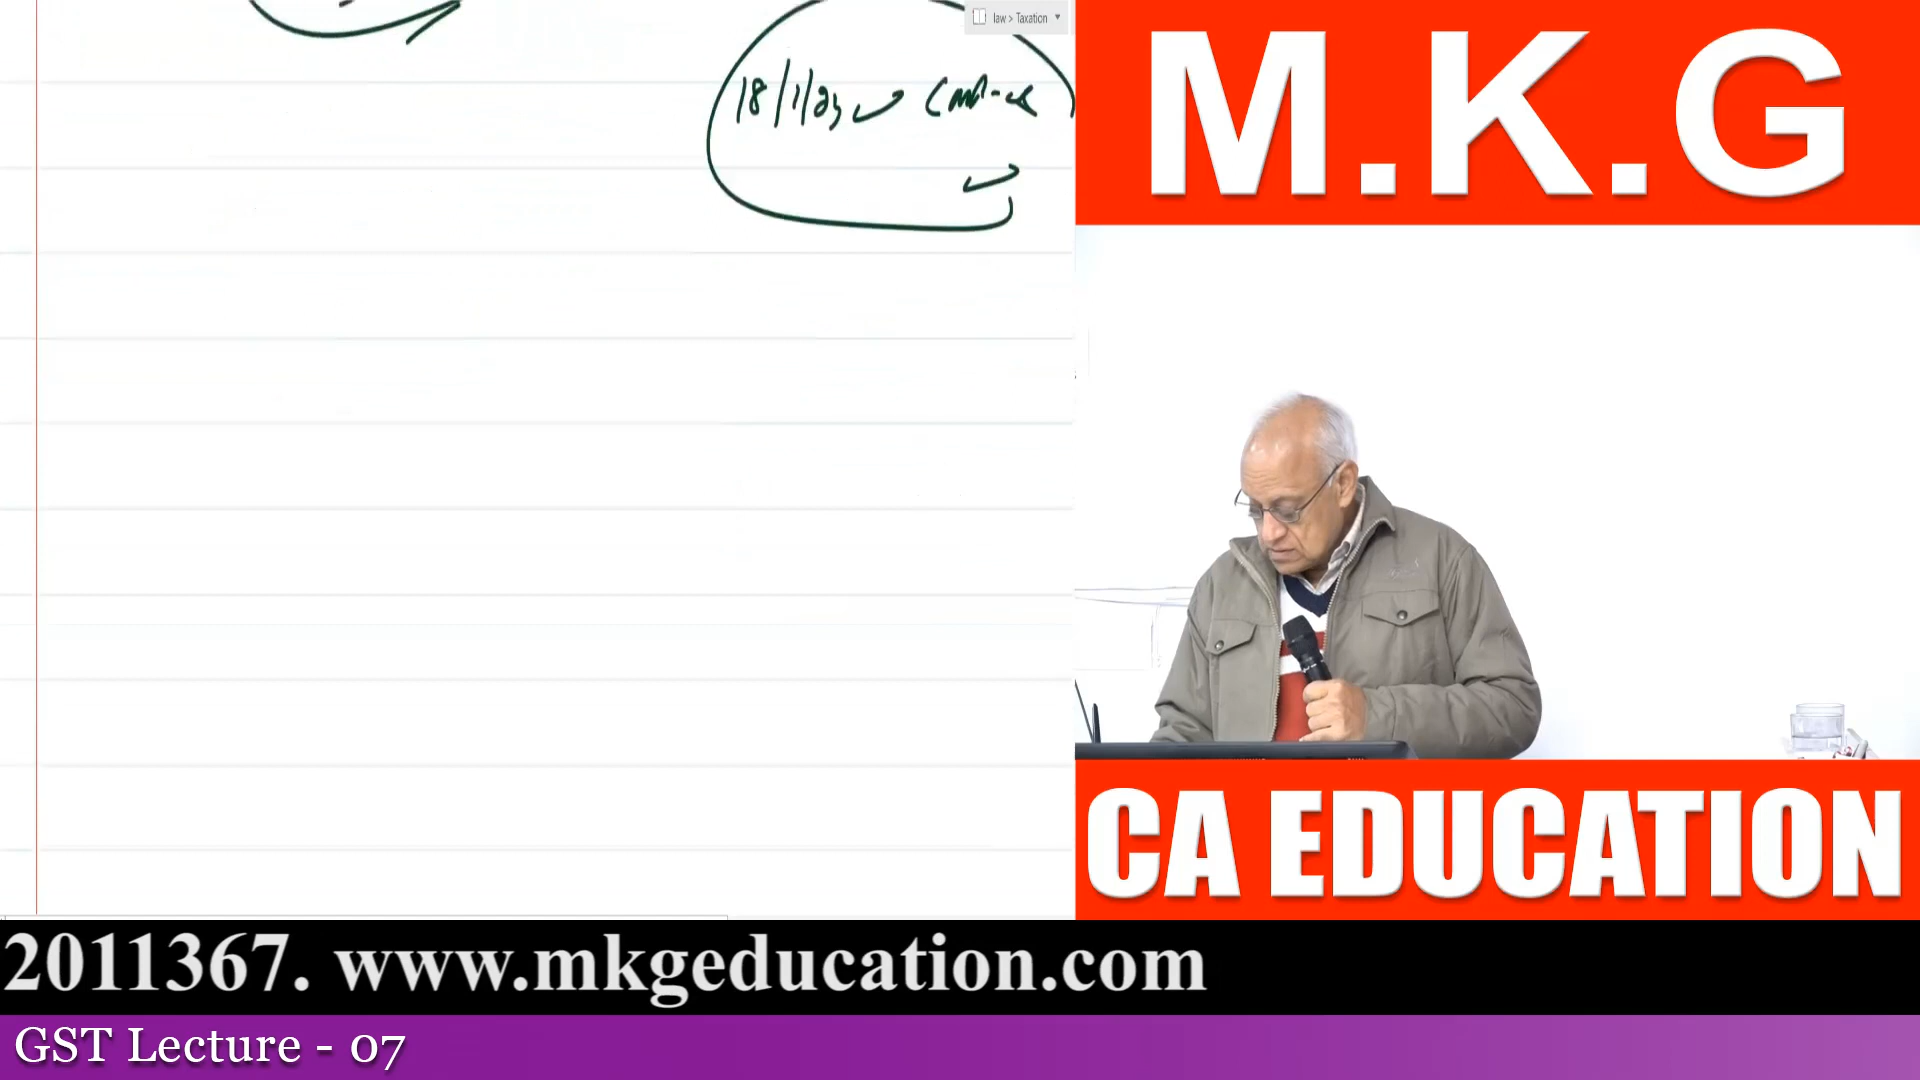 law > Taxation
18/1/23
M.K.G
CA EDUCATION
2011367. www.mkgeducation.com
GST Lecture - 07